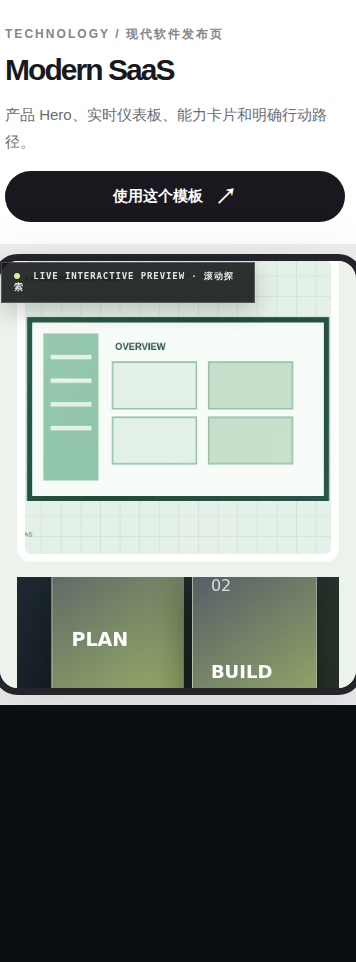 TECHNOLOGY / 现代软件发布页
Modern SaaS
产品 Hero、实时仪表板、能力卡片和明确行动路
径。
使用这个模板 ↗
LIVE INTERACTIVE PREVIEW · 滚动探
索
OVERVIEW
02
PLAN
BUILD